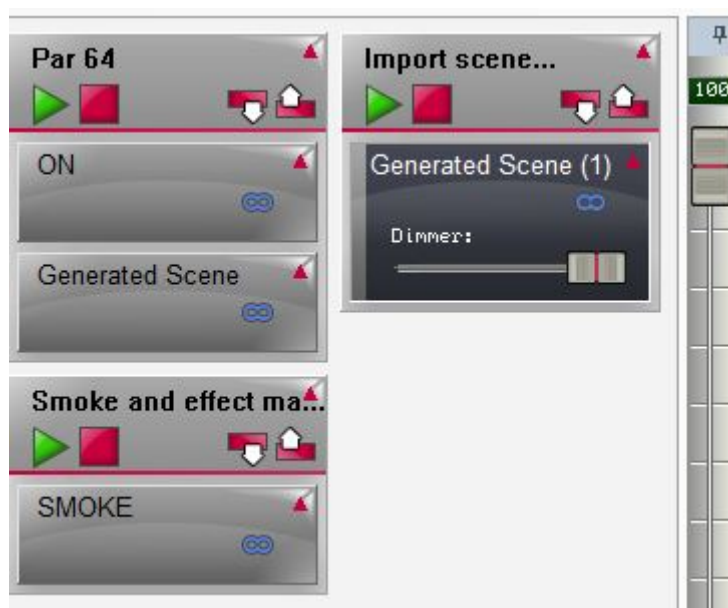 Par 64
ON
Generated Scene
Smoke and effect ma...
SMOKE
Import scene...
Generated Scene (1)
Dimmer:
100